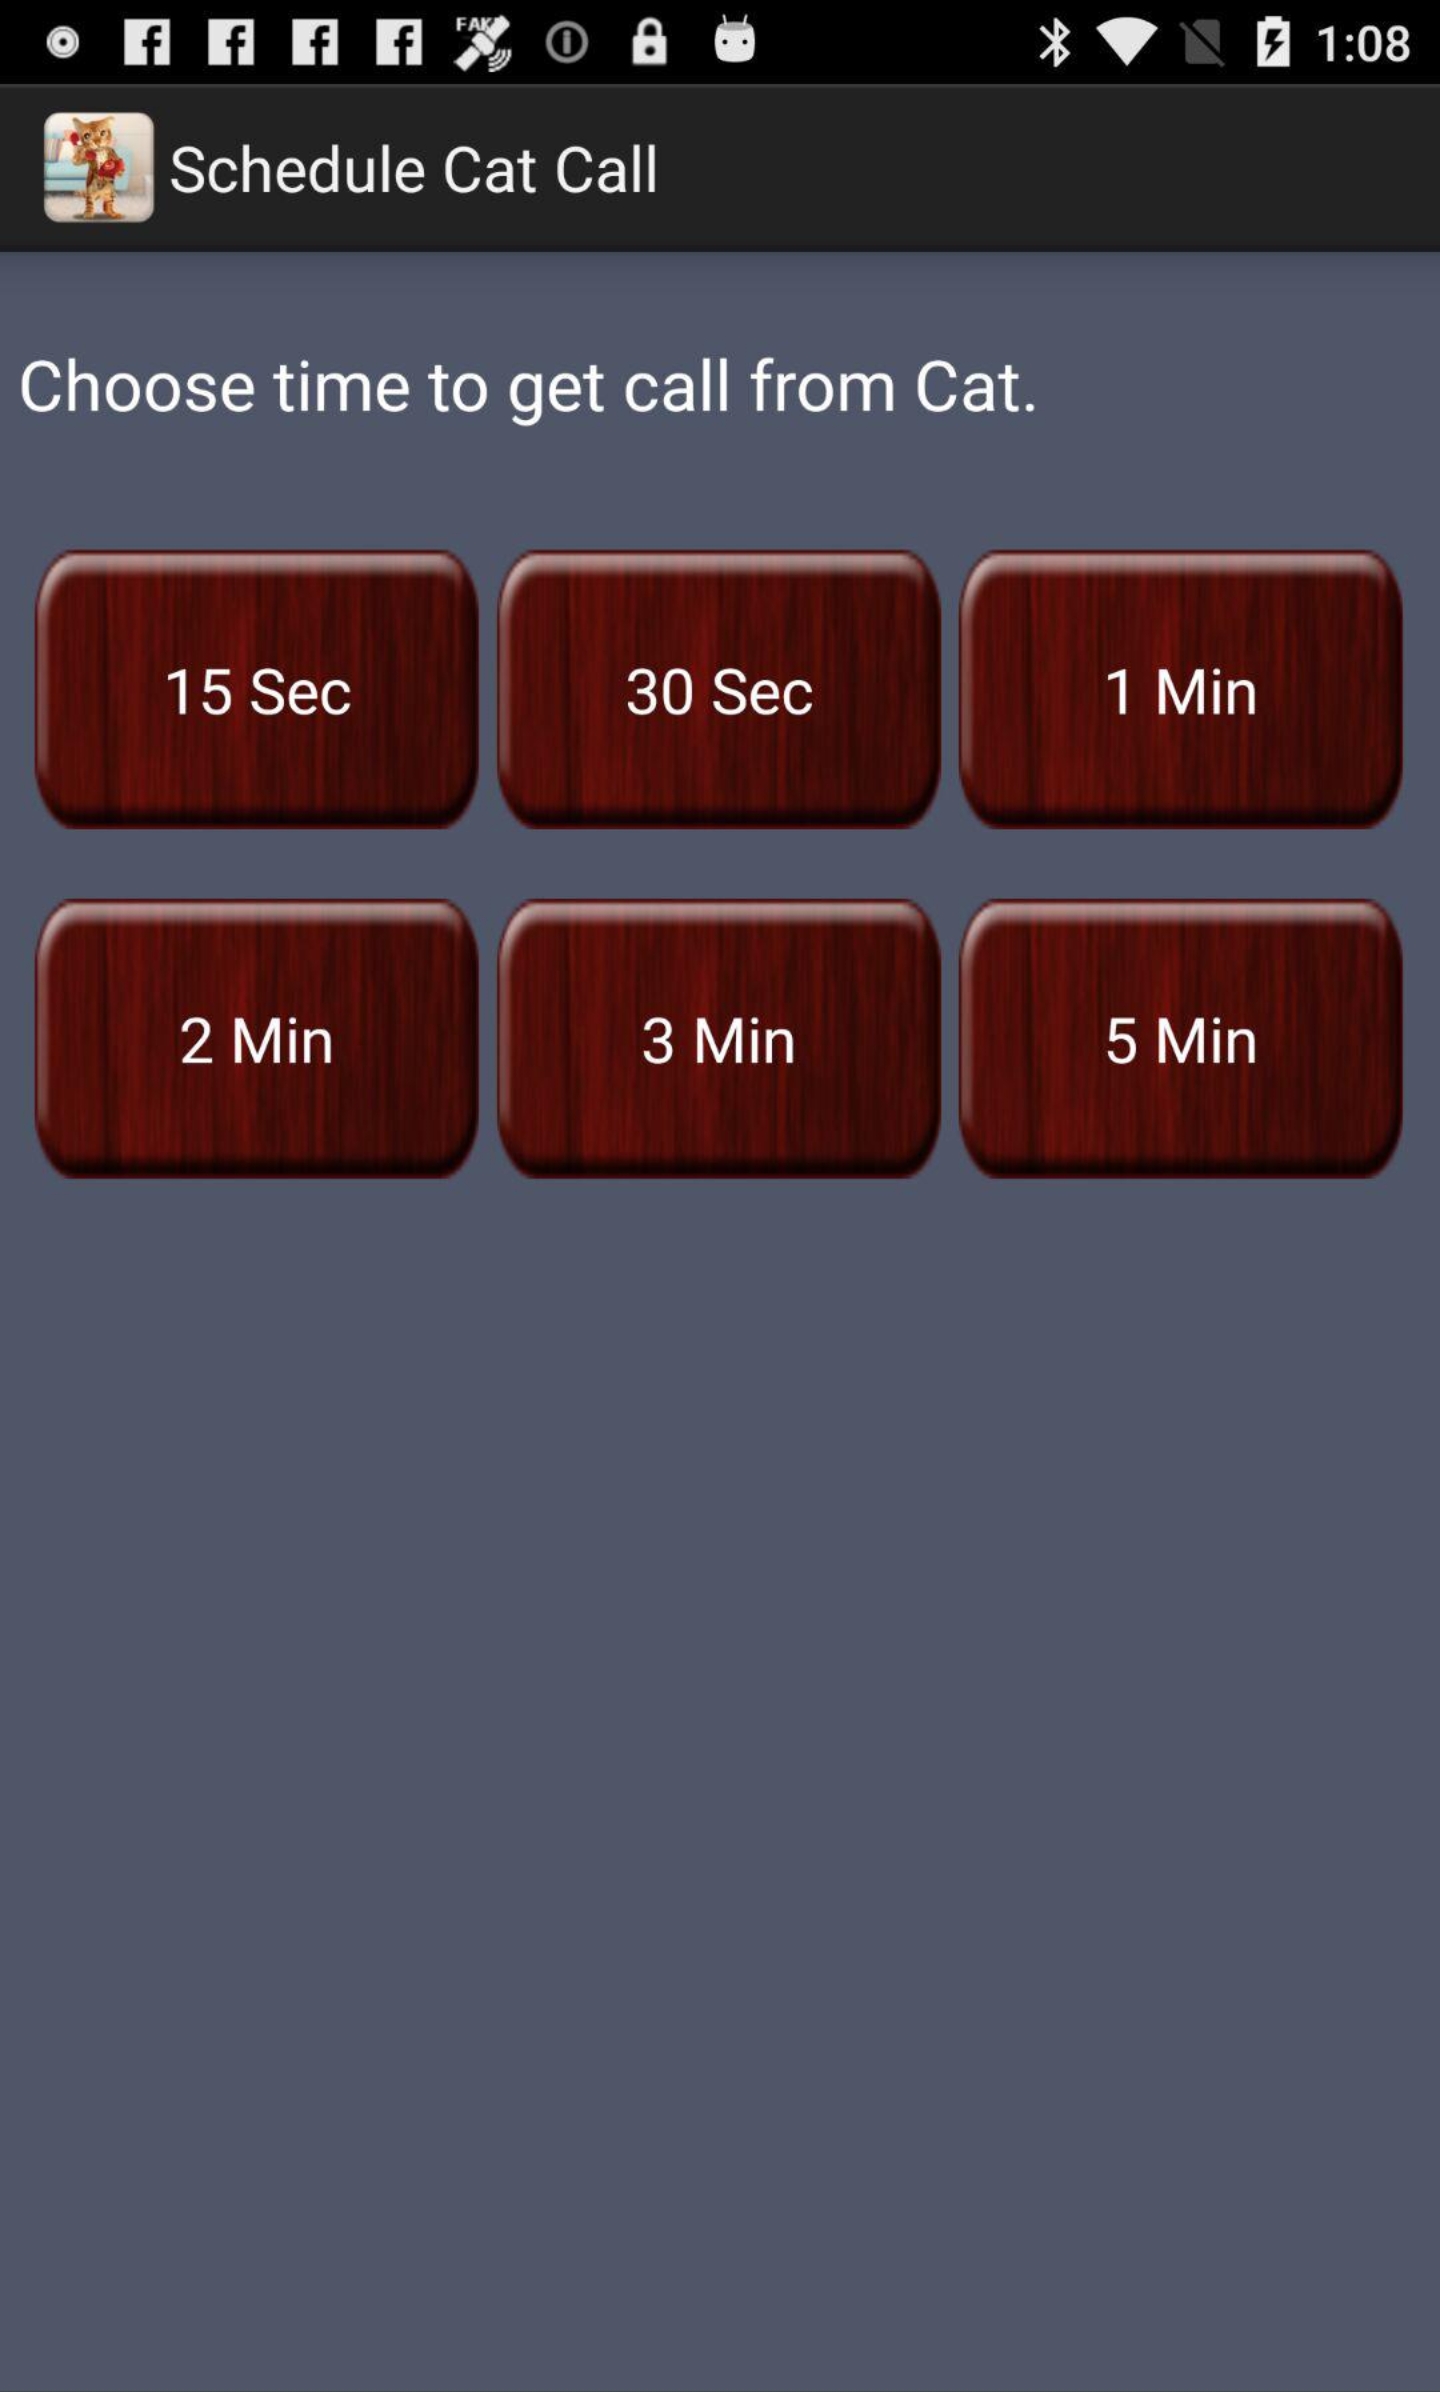 FAKE
1:08
Schedule Cat Call
Choose time to get call from Cat.
15 Sec
30 Sec
1 Min
2 Min
3 Min
5 Min